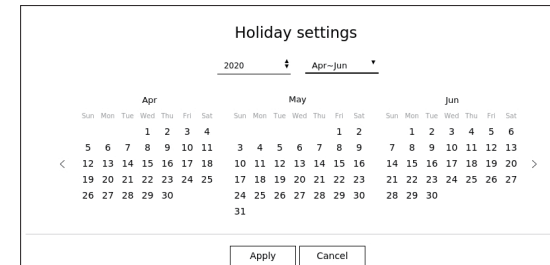 Holiday settings
2020 Apr~Jun
Apr May Jun
Sun Mon Tue Wed Thu Fri Sat Sun Mon Tue Wed Thu Fri Sat Sun Mon Tue Wed Thu Fri Sat
1 2 3 4 1 2 1 2 3 4 5 6
5 6 7 8 9 10 11 3 4 5 6 7 8 9 7 8 9 10 11 12 13
< 12 13 14 15 16 17 18 10 11 12 13 14 15 16 14 15 16 17 18 19 20 >
19 20 21 22 23 24 25 17 18 19 20 21 22 23 21 22 23 24 25 26 27
26 27 28 29 30 24 25 26 27 28 29 30 28 29 30
31
Apply Cancel